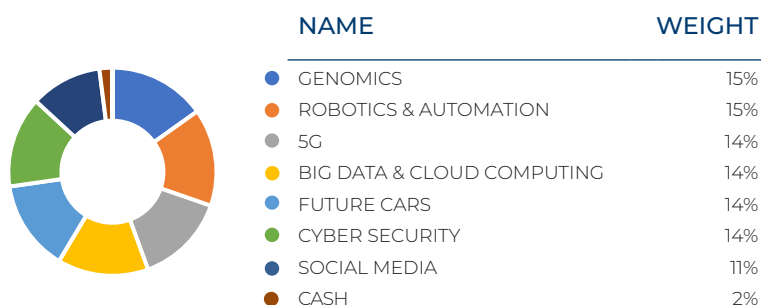 NAME WEIGHT
GENOMICS 15%
ROBOTICS & AUTOMATION 15%
5G 14%
BIG DATA & CLOUD COMPUTING 14%
FUTURE CARS 14%
CYBER SECURITY 14%
SOCIAL MEDIA 11%
CASH 2%